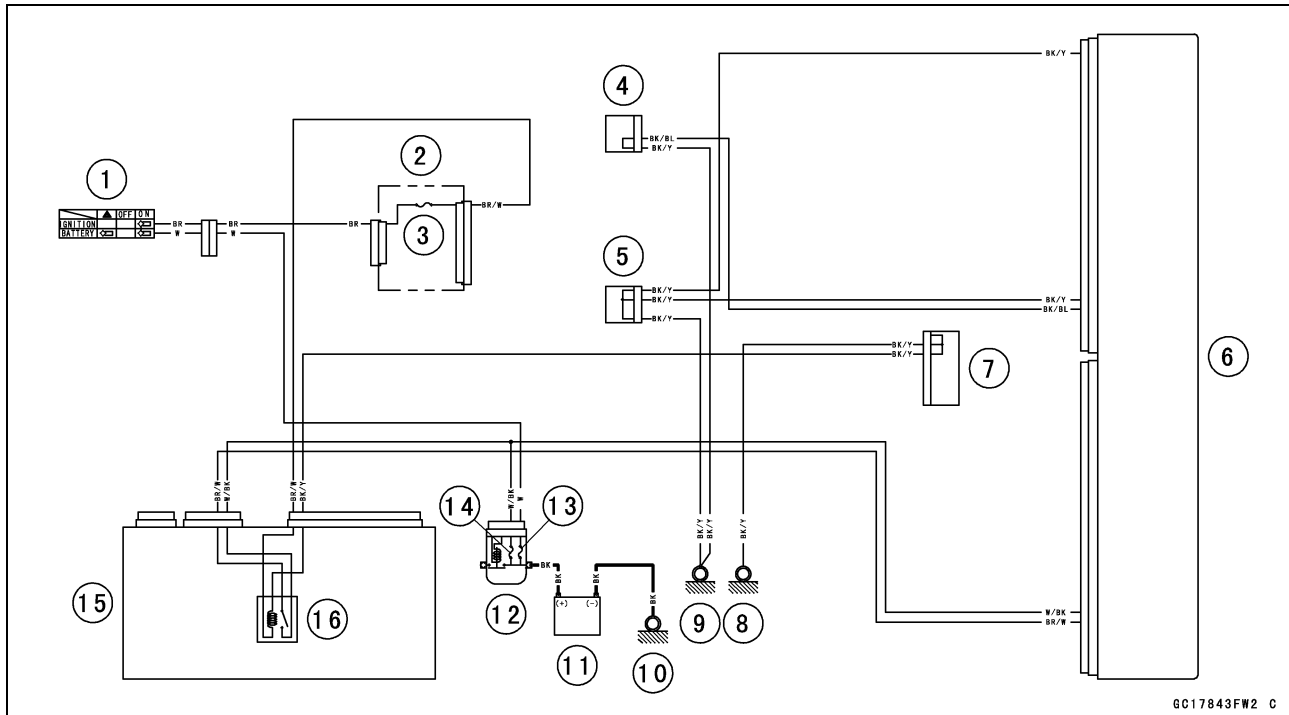 BK/Y
4
BK/BL
BK/Y
2
1
OFF ON
IGNITION
BATTERY
BR BR BR
W W
BR/W
3
5
BK/Y
BK/Y
BK/Y
BK/Y
BK/BL
BK/Y
BK/Y
7
6
BR/W
W/BK
BR/W
BK/Y
W/BK
W
14
13
BK/Y
BK/Y
BK/Y
BK
BK
BK
BK
(+) (-)
15
16
12
11
10
9
8
W/BK
BR/W
GC17843FW2 C